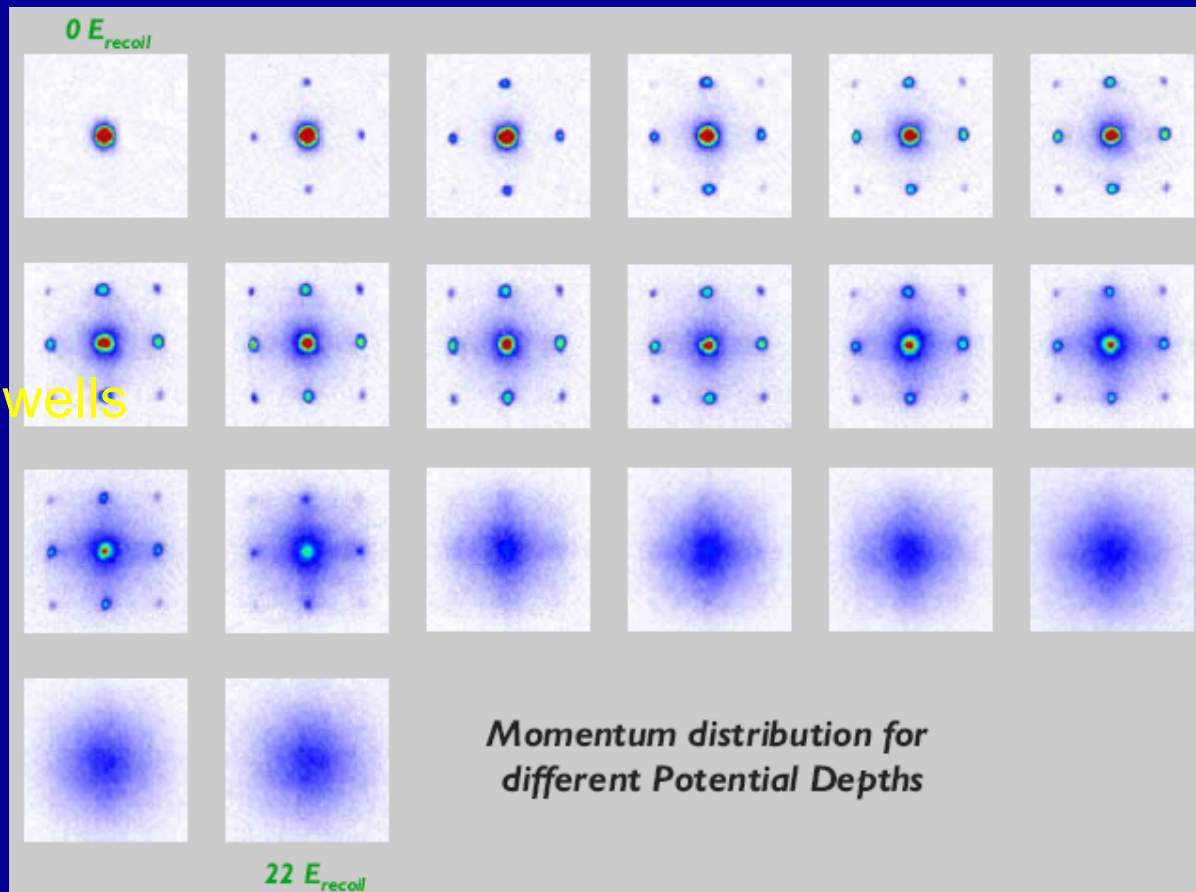 0 E_recoil
wells
Momentum distribution for
different Potential Depths
22 E_recoil